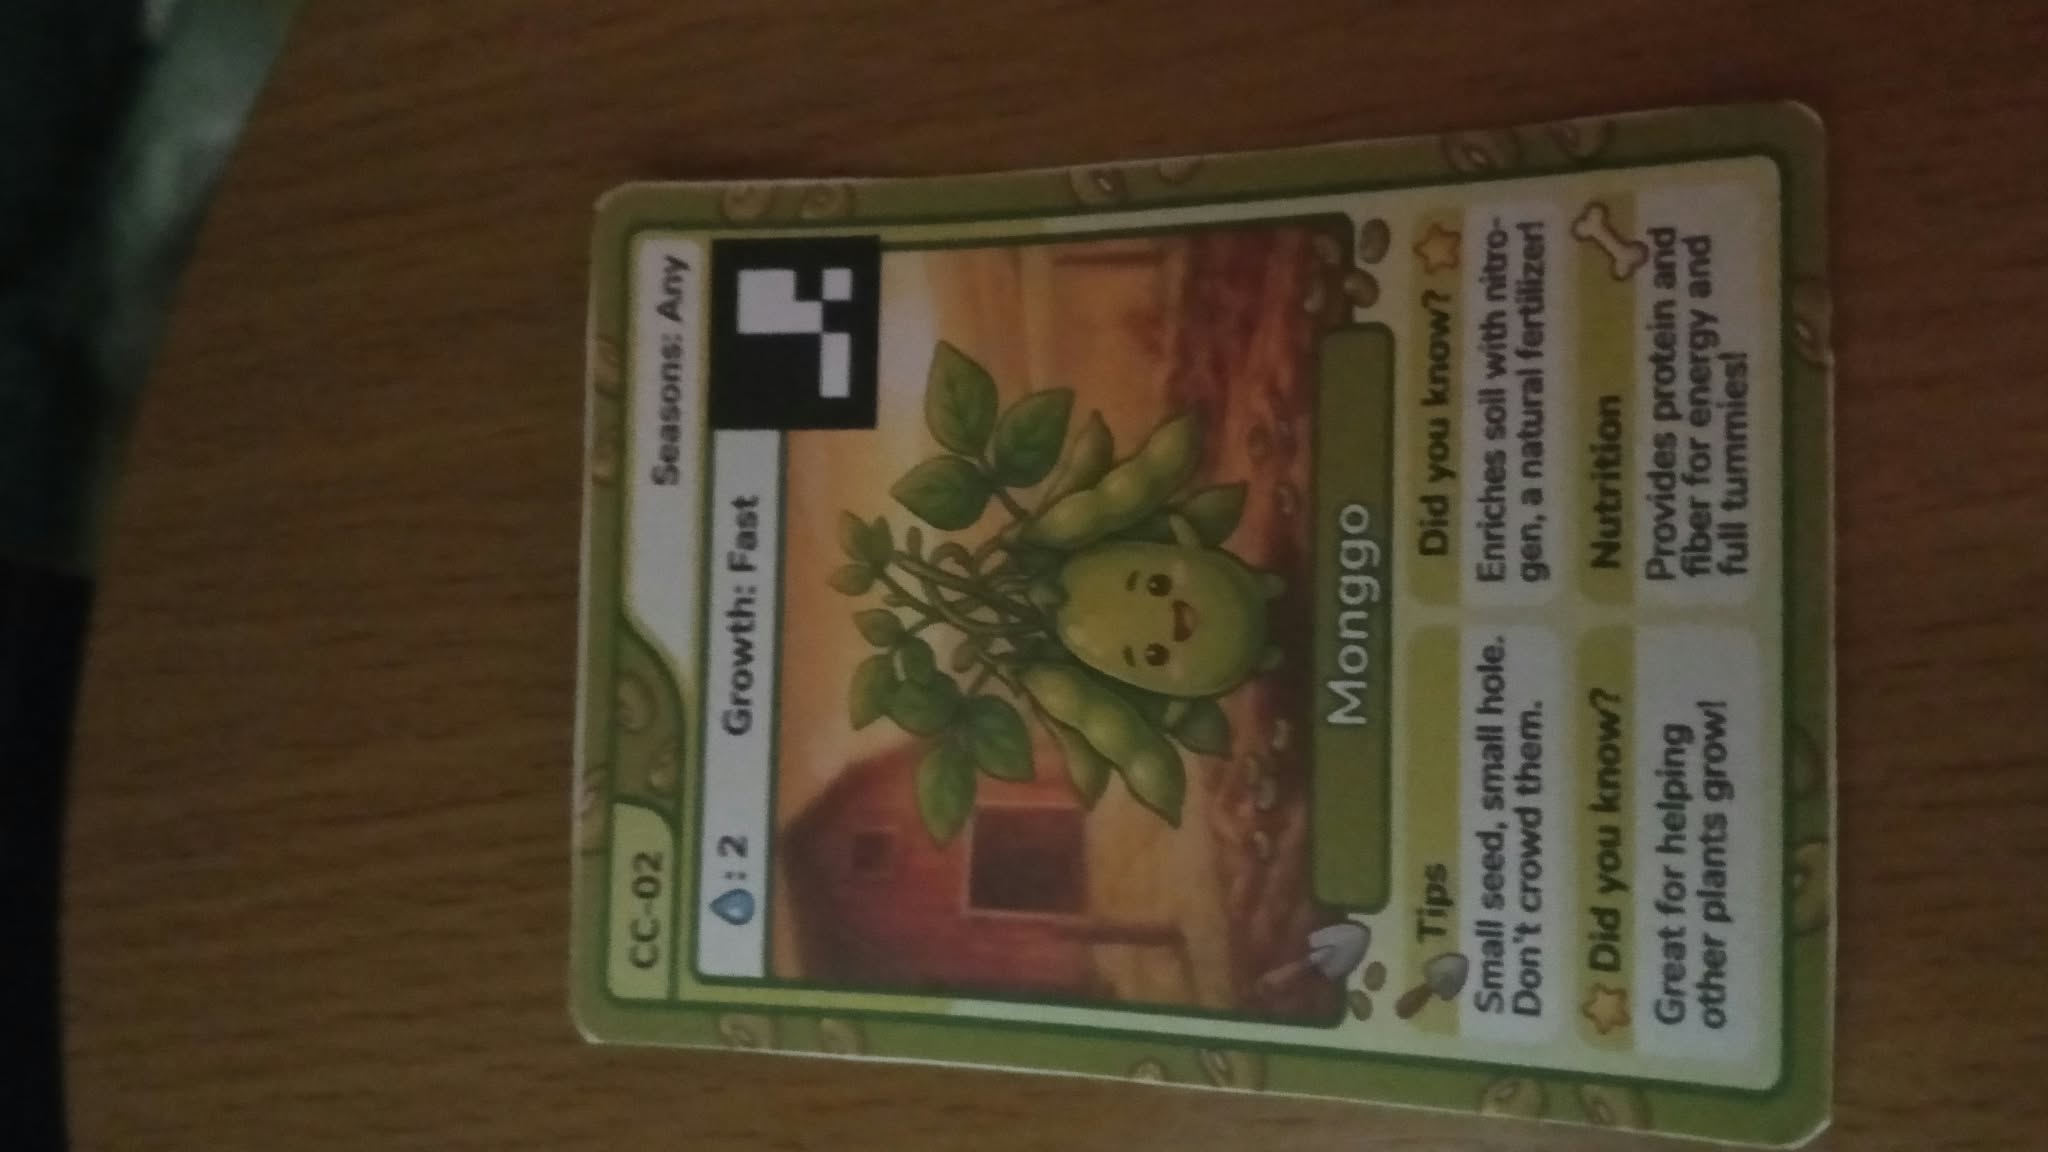 CC-02
Seasons: Any
: 2 Growth: Fast
Monggo
Tips
Small seed, small hole.
Don't crowd them.
Did you know?
Enriches soil with nitro-
gen, a natural fertilizer!
Did you know?
Great for helping
other plants grow!
Nutrition
Provides protein and
fiber for energy and
full tummies!